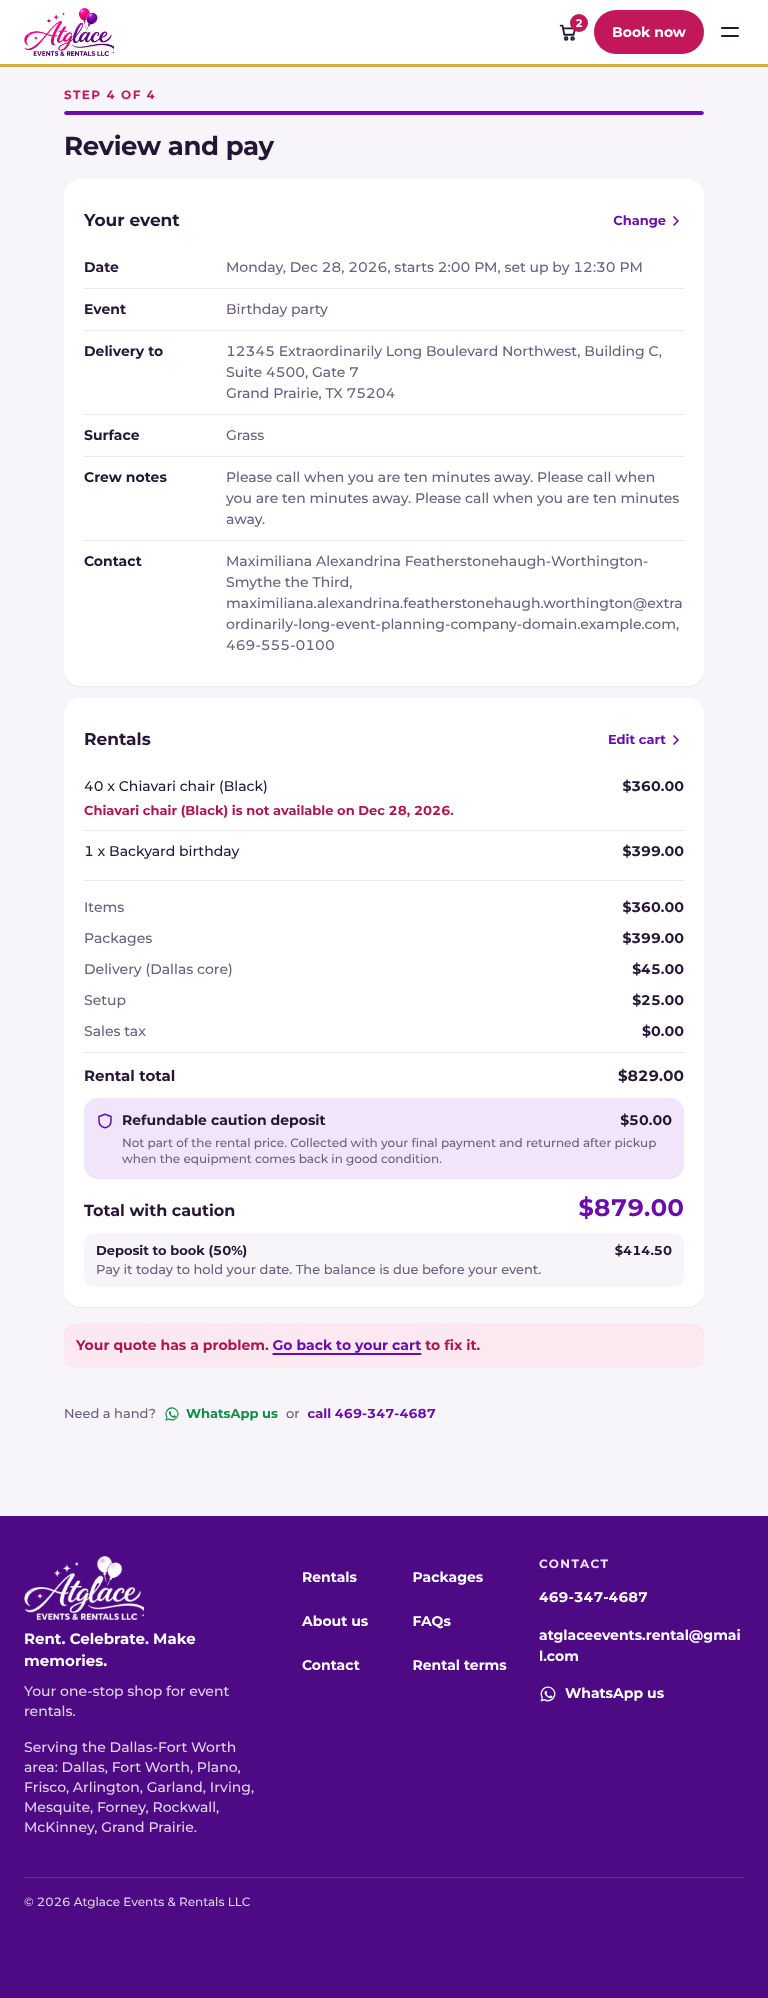 Atglace
EVENTS & RENTALS LLC
2
Book now
STEP 4 OF 4
Review and pay
Your event
Change
Date
Monday, Dec 28, 2026, starts 2:00 PM, set up by 12:30 PM
Event
Birthday party
Delivery to
12345 Extraordinarily Long Boulevard Northwest, Building C,
Suite 4500, Gate 7
Grand Prairie, TX 75204
Surface
Grass
Crew notes
Please call when you are ten minutes away. Please call when
you are ten minutes away. Please call when you are ten minutes
away.
Contact
Maximiliana Alexandrina Featherstonehaugh-Worthington-
Smythe the Third,
maximiliana.alexandrina.featherstonehaugh.worthington@extra
ordinarily-long-event-planning-company-domain.example.com,
469-555-0100
Rentals
Edit cart
40 x Chiavari chair (Black)
$360.00
Chiavari chair (Black) is not available on Dec 28, 2026.
1 x Backyard birthday
$399.00
Items
$360.00
Packages
$399.00
Delivery (Dallas core)
$45.00
Setup
$25.00
Sales tax
$0.00
Rental total
$829.00
Refundable caution deposit
$50.00
Not part of the rental price. Collected with your final payment and returned after pickup
when the equipment comes back in good condition.
Total with caution
$879.00
Deposit to book (50%)
$414.50
Pay it today to hold your date. The balance is due before your event.
Your quote has a problem. Go back to your cart to fix it.
Need a hand? WhatsApp us or call 469-347-4687
Atglace
EVENTS & RENTALS LLC
Rent. Celebrate. Make
memories.
Your one-stop shop for event
rentals.
Serving the Dallas-Fort Worth
area: Dallas, Fort Worth, Plano,
Frisco, Arlington, Garland, Irving,
Mesquite, Forney, Rockwall,
McKinney, Grand Prairie.
Rentals
Packages
About us
FAQs
Contact
Rental terms
CONTACT
469-347-4687
atglaceevents.rental@gmai
l.com
WhatsApp us
© 2026 Atglace Events & Rentals LLC